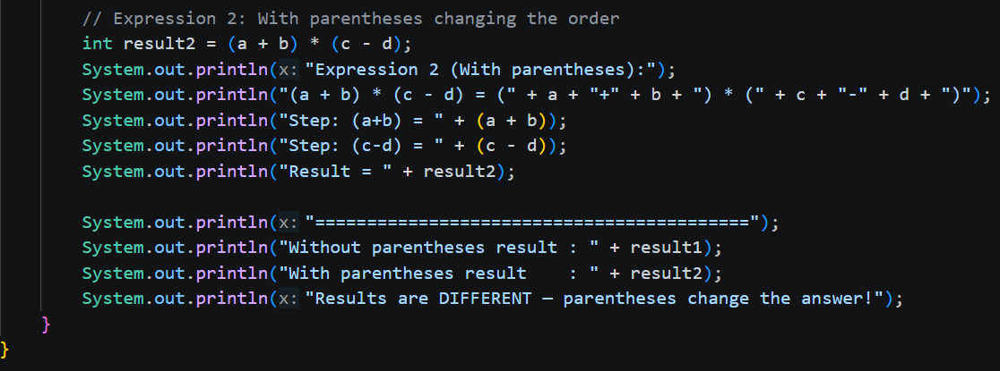 // Expression 2: With parentheses changing the order
int result2 = (a + b) * (c - d);
System.out.println(x: "Expression 2 (With parentheses):");
System.out.println("(a + b) * (c - d) = (" + a + "+" + b + ") * (" + c + "-" + d + ")");
System.out.println("Step: (a+b) = " + (a + b));
System.out.println("Step: (c-d) = " + (c - d));
System.out.println("Result = " + result2);
System.out.println(x: "==========================================");
System.out.println("Without parentheses result : " + result1);
System.out.println("With parentheses result    : " + result2);
System.out.println(x: "Results are DIFFERENT — parentheses change the answer!");
}
}